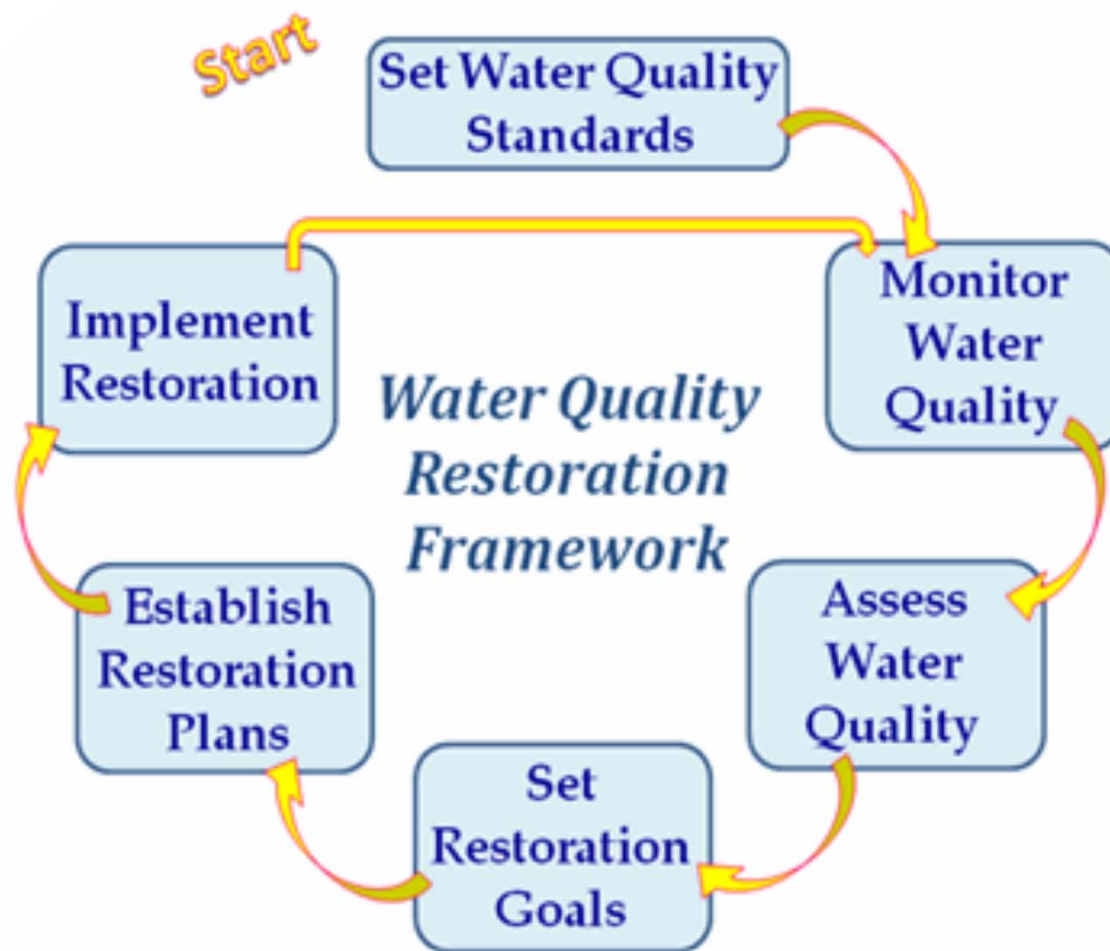 Start
Set Water Quality
Standards
Monitor
Water
Quality
Assess
Water
Quality
Set
Restoration
Goals
Establish
Restoration
Plans
Implement
Restoration
Water Quality
Restoration
Framework